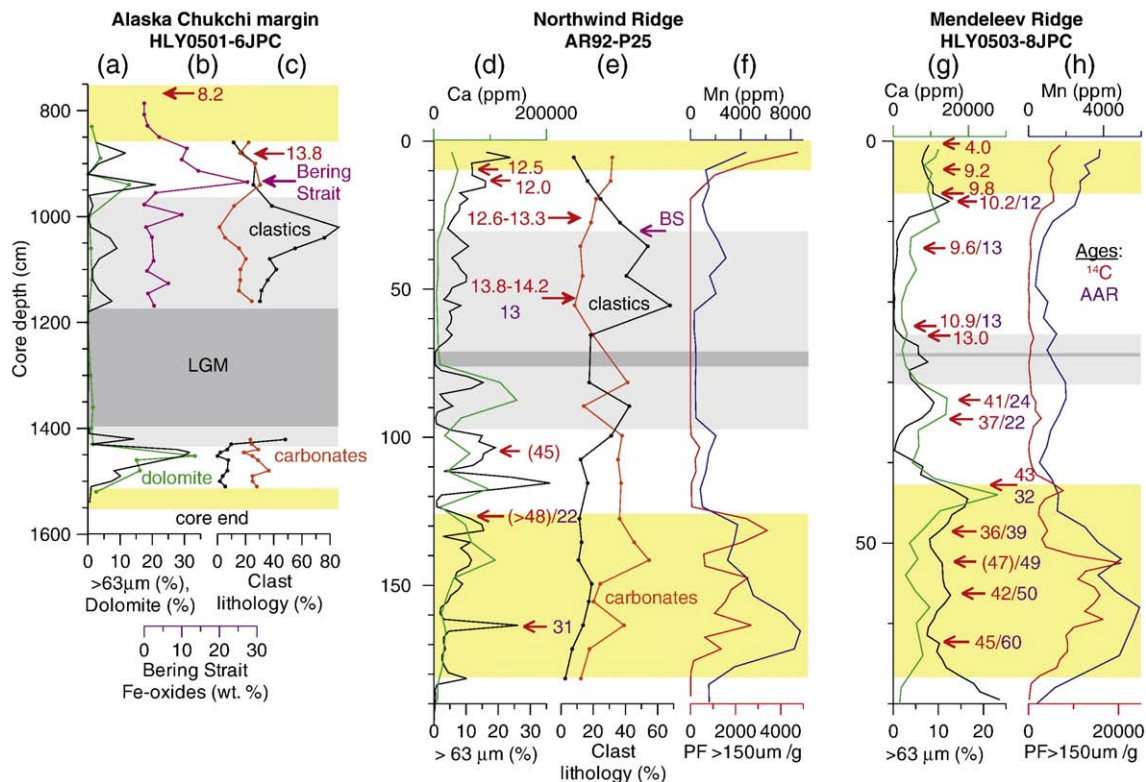 Alaska Chukchi margin
HLY0501-6JPC
Northwind Ridge
AR92-P25
Mendeleev Ridge
HLY0503-8JPC
(a)
(b)
(c)
(d)
(e)
(f)
(g)
(h)
Ca (ppm)
Mn (ppm)
Ca (ppm)
Mn (ppm)
0 200000
0 4000 8000
0 20000
0 4000
Core depth (cm)
800
1000
1200
1400
1600
8.2
13.8
Bering
Strait
clastics
LGM
dolomite
carbonates
core end
0 10 20 30
0 20 40 60 80
>63µm (%),
Dolomite (%)
Clast
lithology (%)
0 10 20 30
Bering Strait
Fe-oxides (wt. %)
0
50
100
150
12.5
12.0
12.6-13.3
BS
13.8-14.2
13
clastics
(45)
(>48)/22
carbonates
31
0 10 20
0 20 40 60
0 2000 4000
> 63 µm (%)
Clast
lithology (%)
PF >150um /g
0
50
4.0
9.2
9.8
10.2/12
9.6/13
Ages:
14C
AAR
10.9/13
13.0
41/24
37/22
43
32
36/39
(47)/49
42/50
45/60
0 10 20
0 20000
>63 µm (%)
PF>150um/g